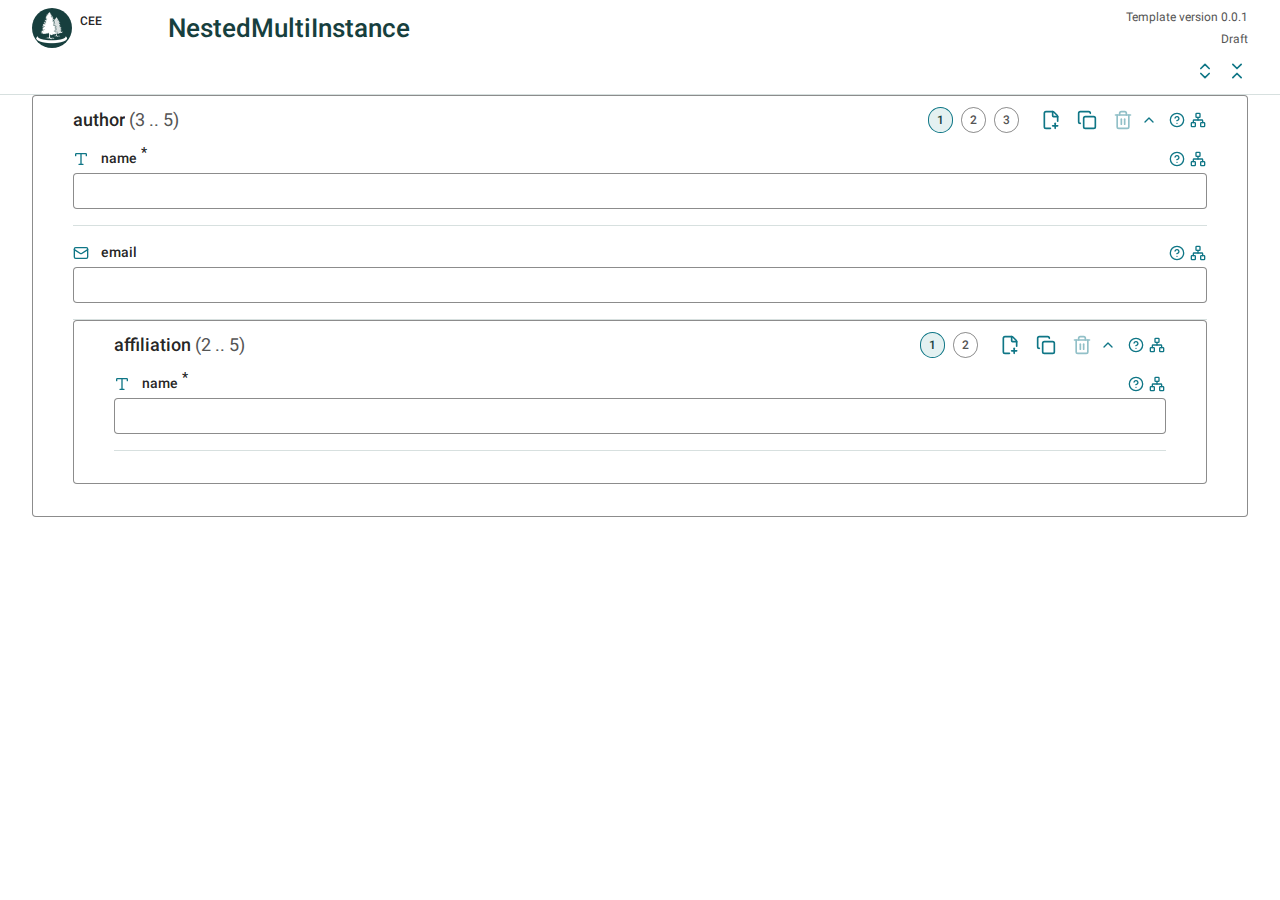 CEE
NestedMultiInstance
Template version 0.0.1
Draft
author (3 .. 5)
1 2 3
name *
email
affiliation (2 .. 5)
1 2
name *